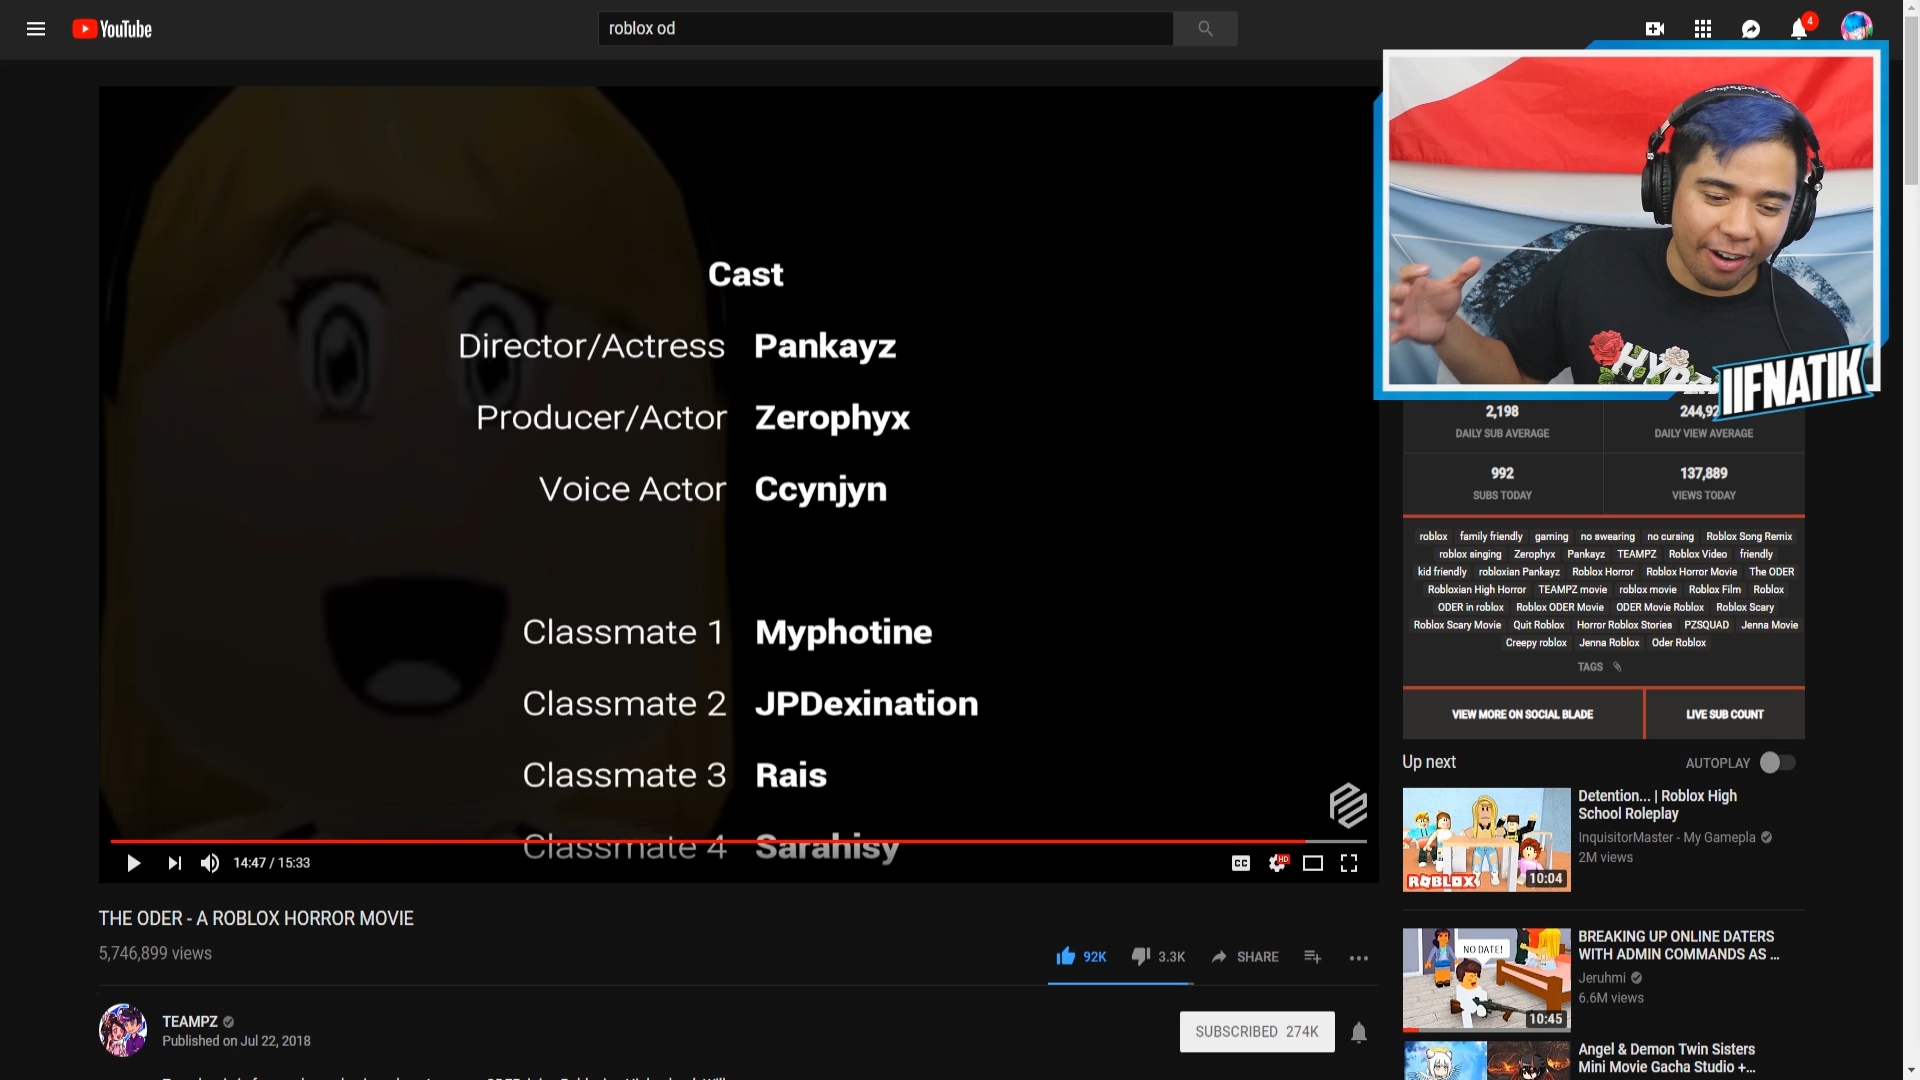 YouTube
roblox od
4
Cast
Director/Actress Pankayz
Producer/Actor Zerophyx
Voice Actor Ccynjyn
Classmate 1 Myphotine
Classmate 2 JPDexination
Classmate 3 Rais
Classmate 4 Sarahisy
14:47 / 15:33
CC
HD
THE ODER - A ROBLOX HORROR MOVIE
5,746,899 views
92K
3.3K
SHARE
TEAMPZ
Published on Jul 22, 2018
SUBSCRIBED 274K
IIFNATIK
2,198
DAILY SUB AVERAGE
DAILY VIEW AVERAGE
992
SUBS TODAY
137,889
VIEWS TODAY
roblox family friendly gaming no swearing no cursing Roblox Song Remix
roblox singing Zerophyx Pankayz TEAMPZ Roblox Video friendly
kid friendly robloxian Pankayz Roblox Horror Roblox Horror Movie The ODER
Robloxian High Horror TEAMPZ movie roblox movie Roblox Film Roblox
ODER in roblox Roblox ODER Movie ODER Movie Roblox Roblox Scary
Roblox Scary Movie Quit Roblox Horror Roblox Stories PZSQUAD Jenna Movie
Creepy roblox Jenna Roblox Oder Roblox
TAGS
VIEW MORE ON SOCIAL BLADE
LIVE SUB COUNT
Up next
AUTOPLAY
ROBLOX
10:04
Detention... | Roblox High
School Roleplay
InquisitorMaster - My Gamepla
2M views
NO DATE!
10:45
BREAKING UP ONLINE DATERS
WITH ADMIN COMMANDS AS ...
Jeruhmi
6.6M views
Angel & Demon Twin Sisters
Mini Movie Gacha Studio +...